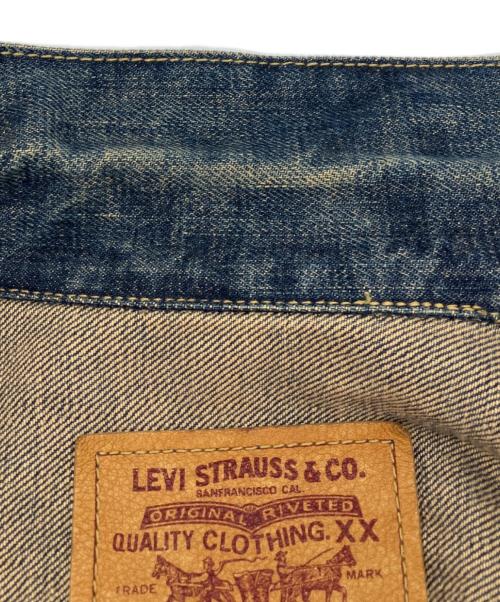 LEVI STRAUSS & CO.
SANFRANCISCO CAL.
ORIGINAL RIVETED
QUALITY CLOTHING. XX
TRADE MARK